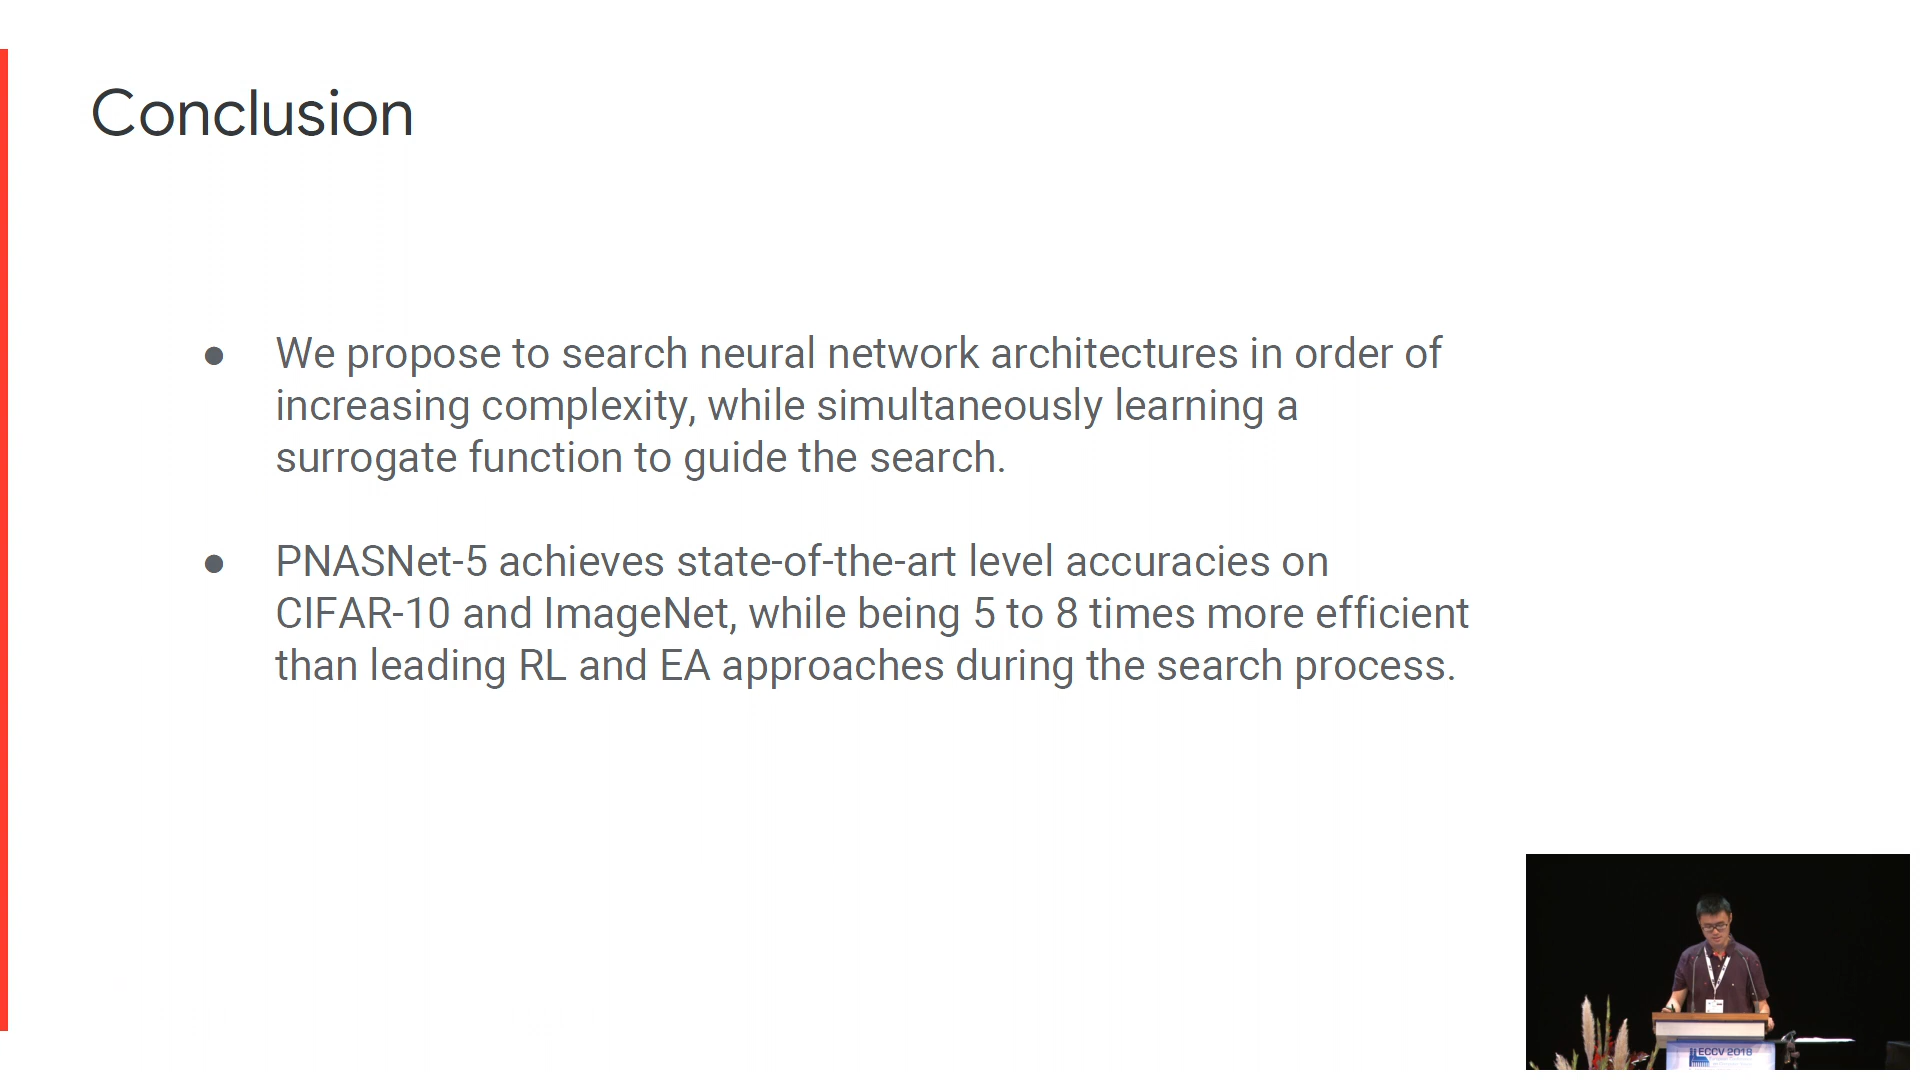 Conclusion
● We propose to search neural network architectures in order of
increasing complexity, while simultaneously learning a
surrogate function to guide the search.
● PNASNet-5 achieves state-of-the-art level accuracies on
CIFAR-10 and ImageNet, while being 5 to 8 times more efficient
than leading RL and EA approaches during the search process.
ECCV 2018